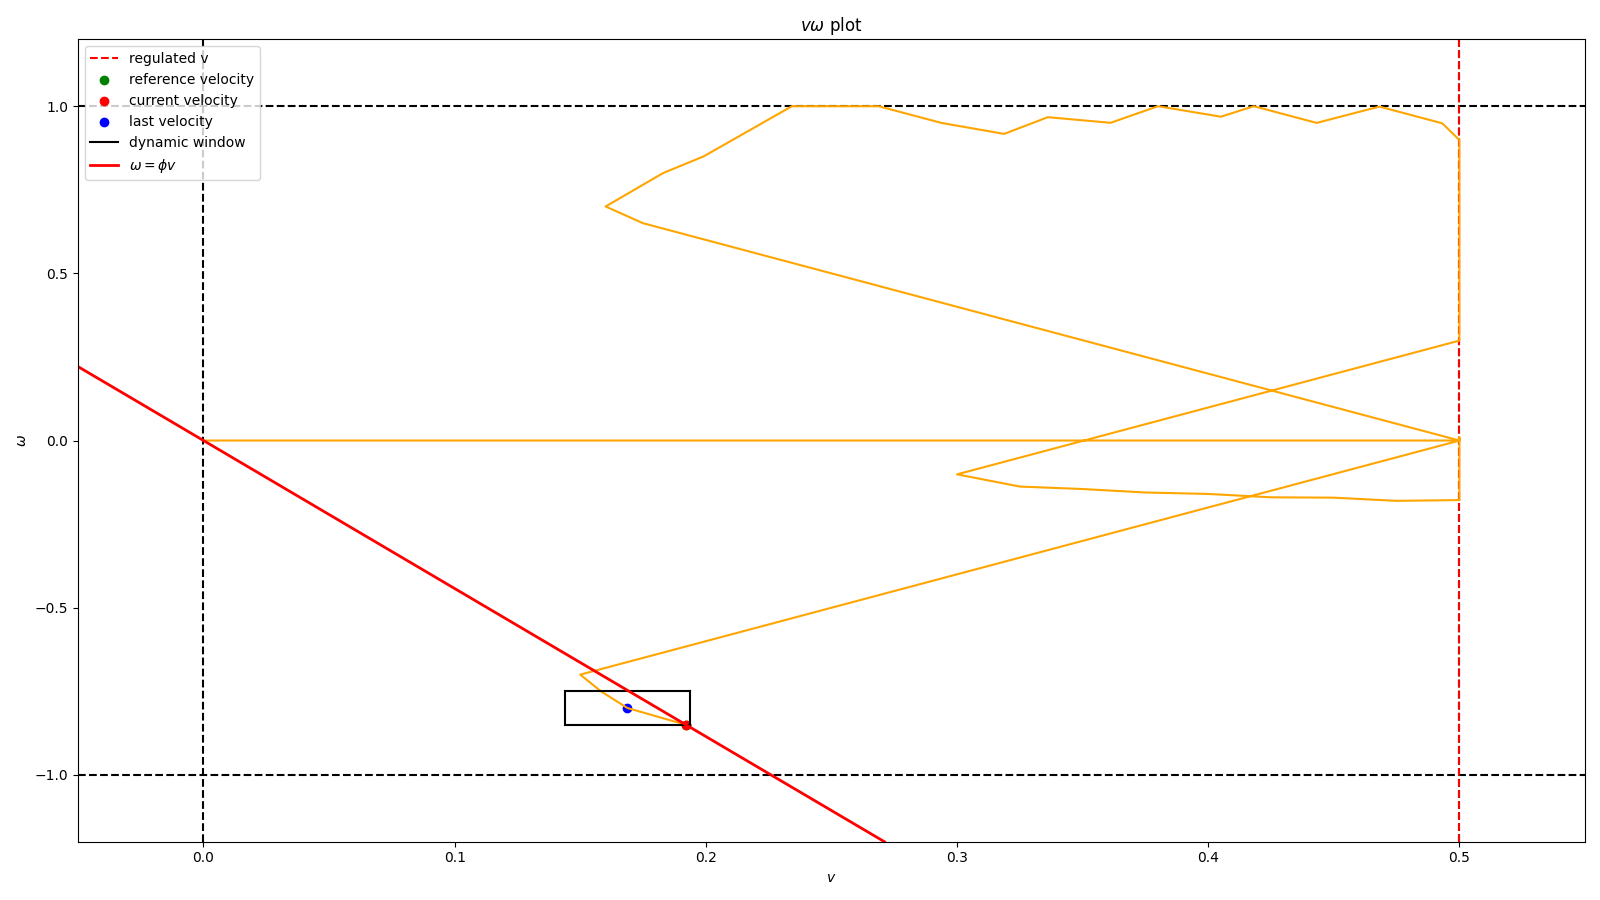 vω plot
regulated v
reference velocity
current velocity
last velocity
dynamic window
ω = ϕv
1.0
0.5
0.0
−0.5
−1.0
ω
0.0 0.1 0.2 0.3 0.4 0.5
v